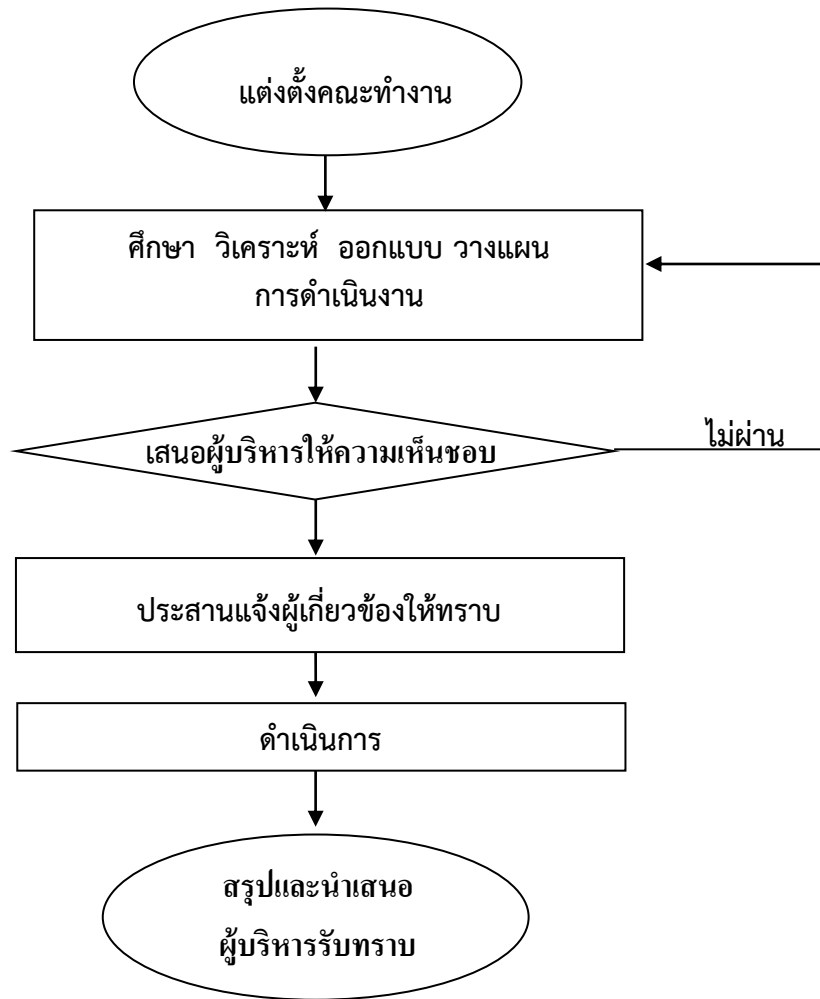 แต่งตั้งคณะทำงาน
ศึกษา วิเคราะห์ ออกแบบ วางแผน
การดำเนินงาน
เสนอผู้บริหารให้ความเห็นชอบ
ไม่ผ่าน
ประสานแจ้งผู้เกี่ยวข้องให้ทราบ
ดำเนินการ
สรุปและนำเสนอ
ผู้บริหารรับทราบ